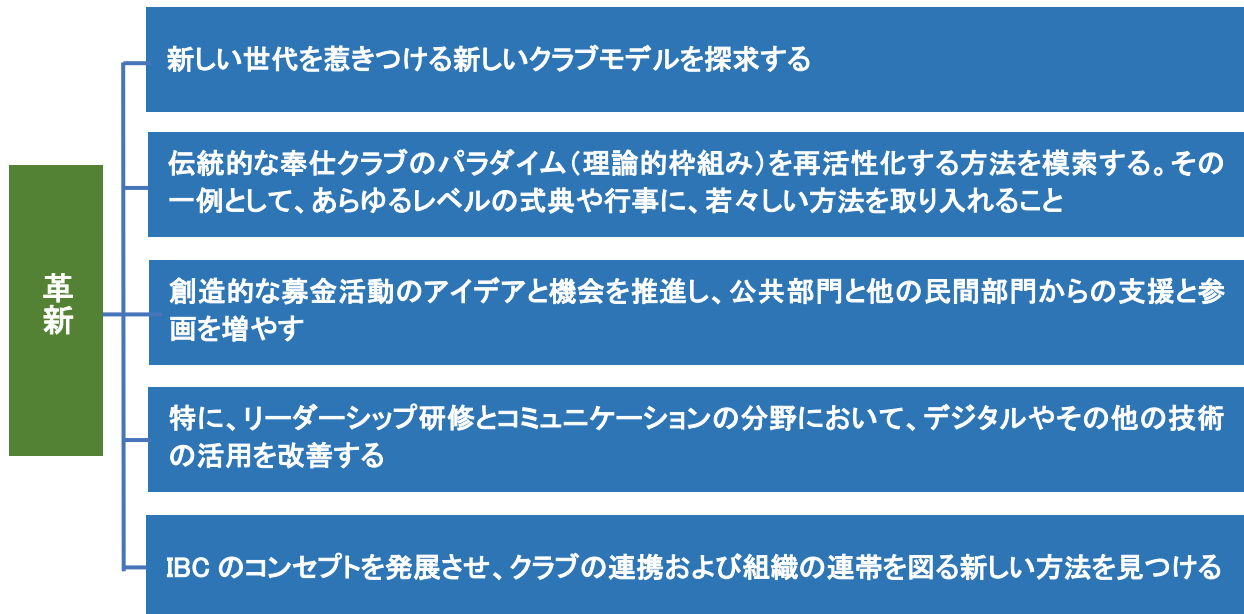 革新
新しい世代を惹きつける新しいクラブモデルを探求する
伝統的な奉仕クラブのパラダイム（理論的枠組み）を再活性化する方法を模索する。その
一例として、あらゆるレベルの式典や行事に、若々しい方法を取り入れること
創造的な募金活動のアイデアと機会を推進し、公共部門と他の民間部門からの支援と参
画を増やす
特に、リーダーシップ研修とコミュニケーションの分野において、デジタルやその他の技術
の活用を改善する
IBC のコンセプトを発展させ、クラブの連携および組織の連帯を図る新しい方法を見つける